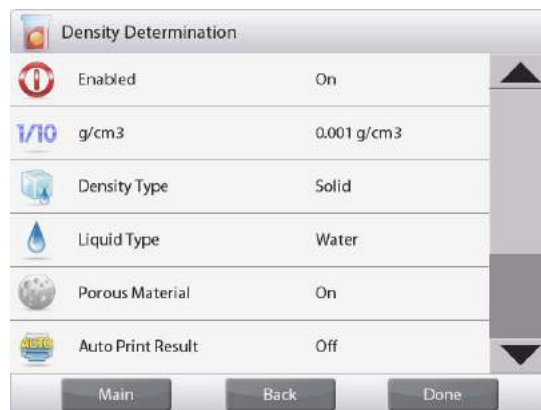 Density Determination
Enabled On
1/10 g/cm3 0.001 g/cm3
Density Type Solid
Liquid Type Water
Porous Material On
AUTO Auto Print Result Off
Main Back Done